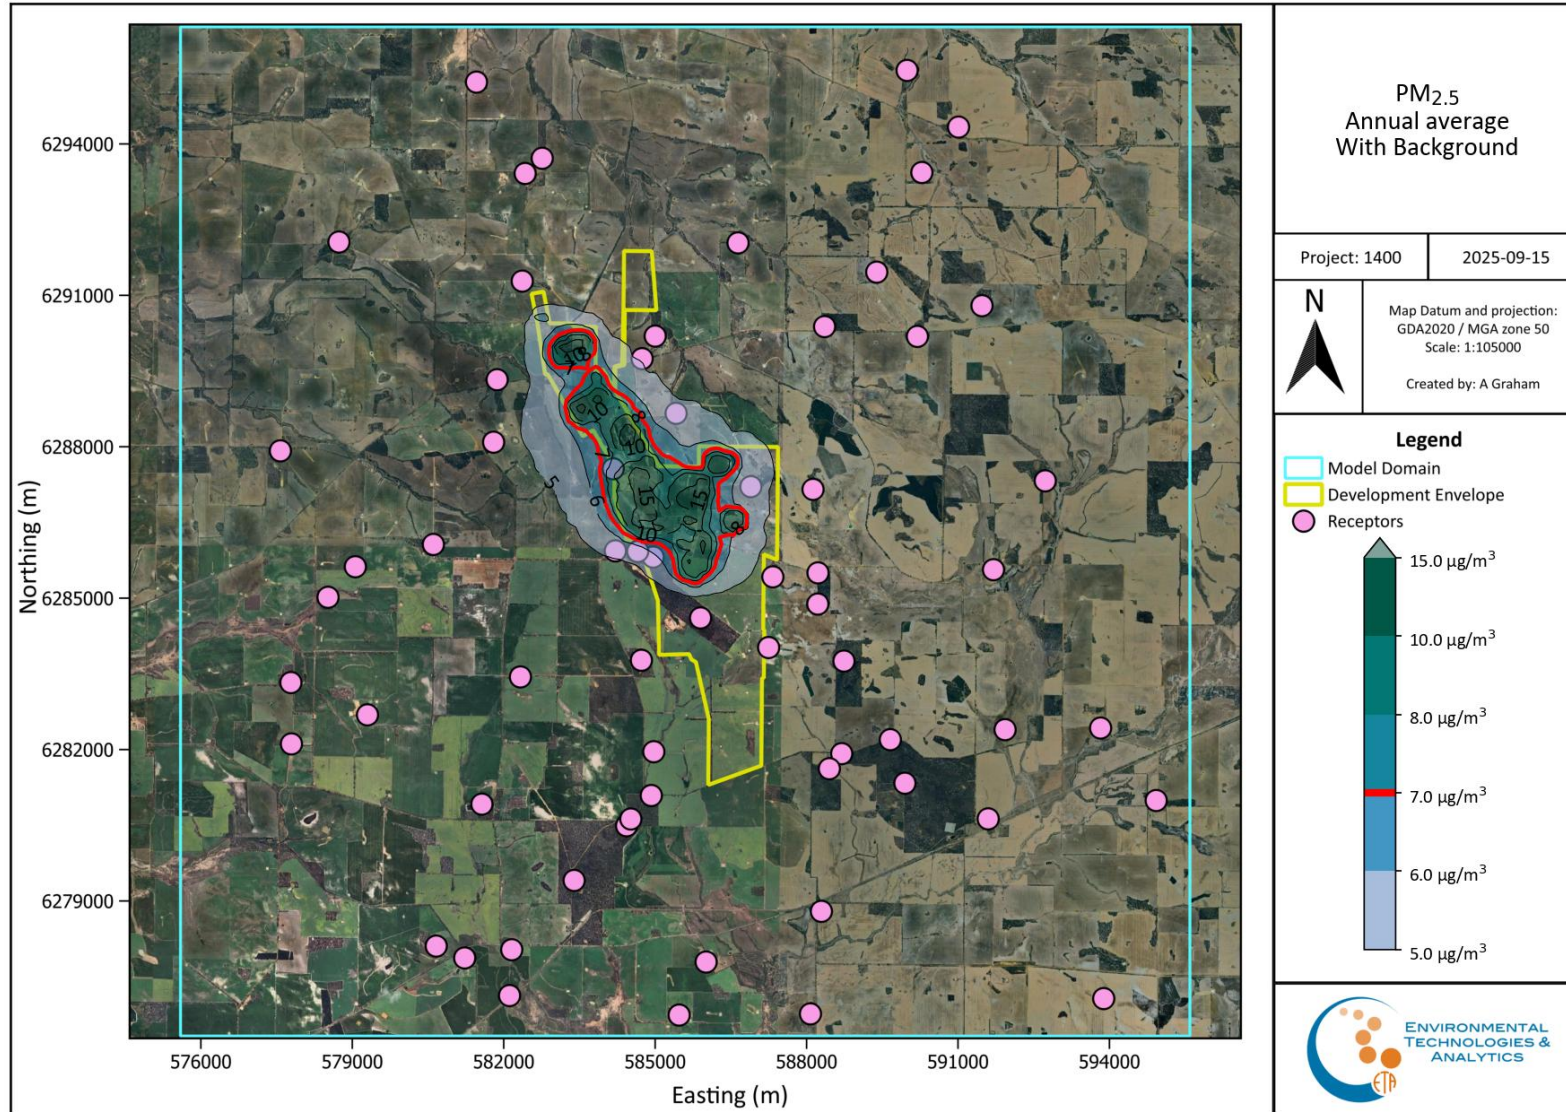 PM2.5
Annual average
With Background
Project: 1400
2025-09-15
N
Map Datum and projection:
GDA2020 / MGA zone 50
Scale: 1:105000
Created by: A Graham
Legend
Model Domain
Development Envelope
Receptors
15.0 µg/m³
10.0 µg/m³
8.0 µg/m³
7.0 µg/m³
6.0 µg/m³
5.0 µg/m³
ENVIRONMENTAL
TECHNOLOGIES &
ANALYTICS
ETA
Northing (m)
6294000
6291000
6288000
6285000
6282000
6279000
576000
579000
582000
585000
588000
591000
594000
Easting (m)
10
8
7
10
8
10
7
5
6
15
15
10
8